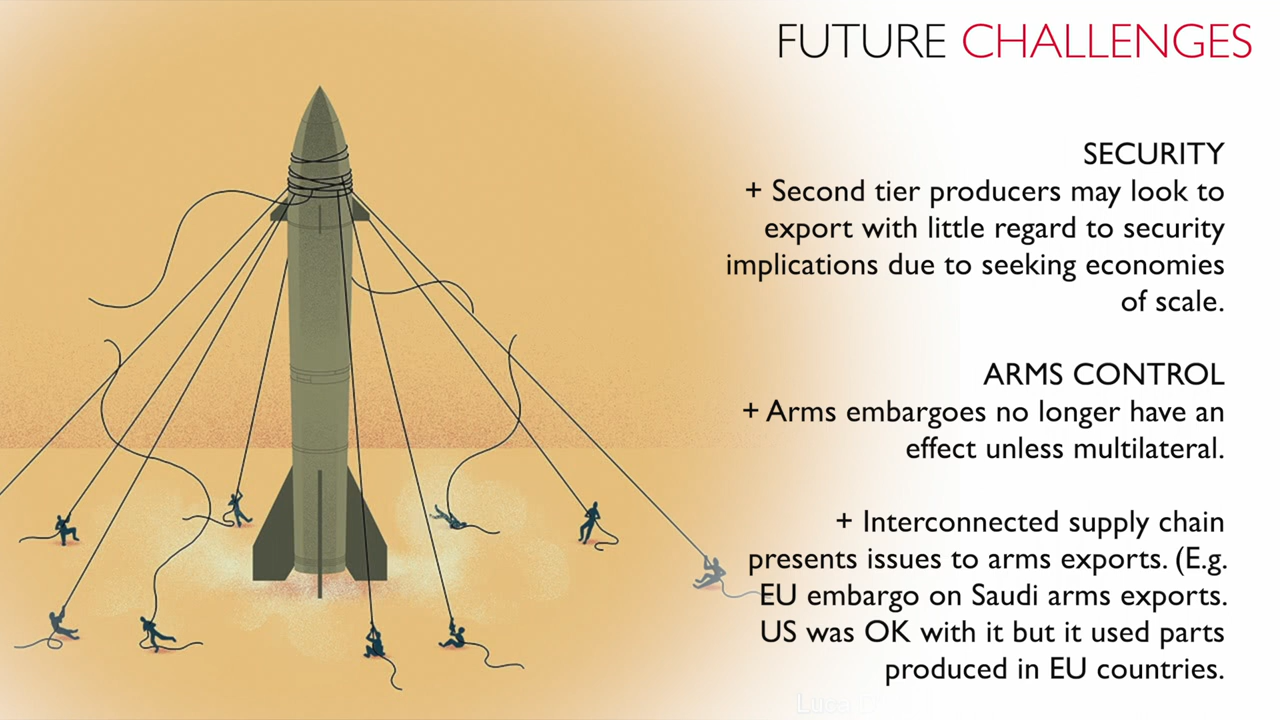 FUTURE CHALLENGES
SECURITY
+ Second tier producers may look to
export with little regard to security
implications due to seeking economies
of scale.
ARMS CONTROL
+ Arms embargoes no longer have an
effect unless multilateral.
+ Interconnected supply chain
presents issues to arms exports. (E.g.
EU embargo on Saudi arms exports.
US was OK with it but it used parts
produced in EU countries.